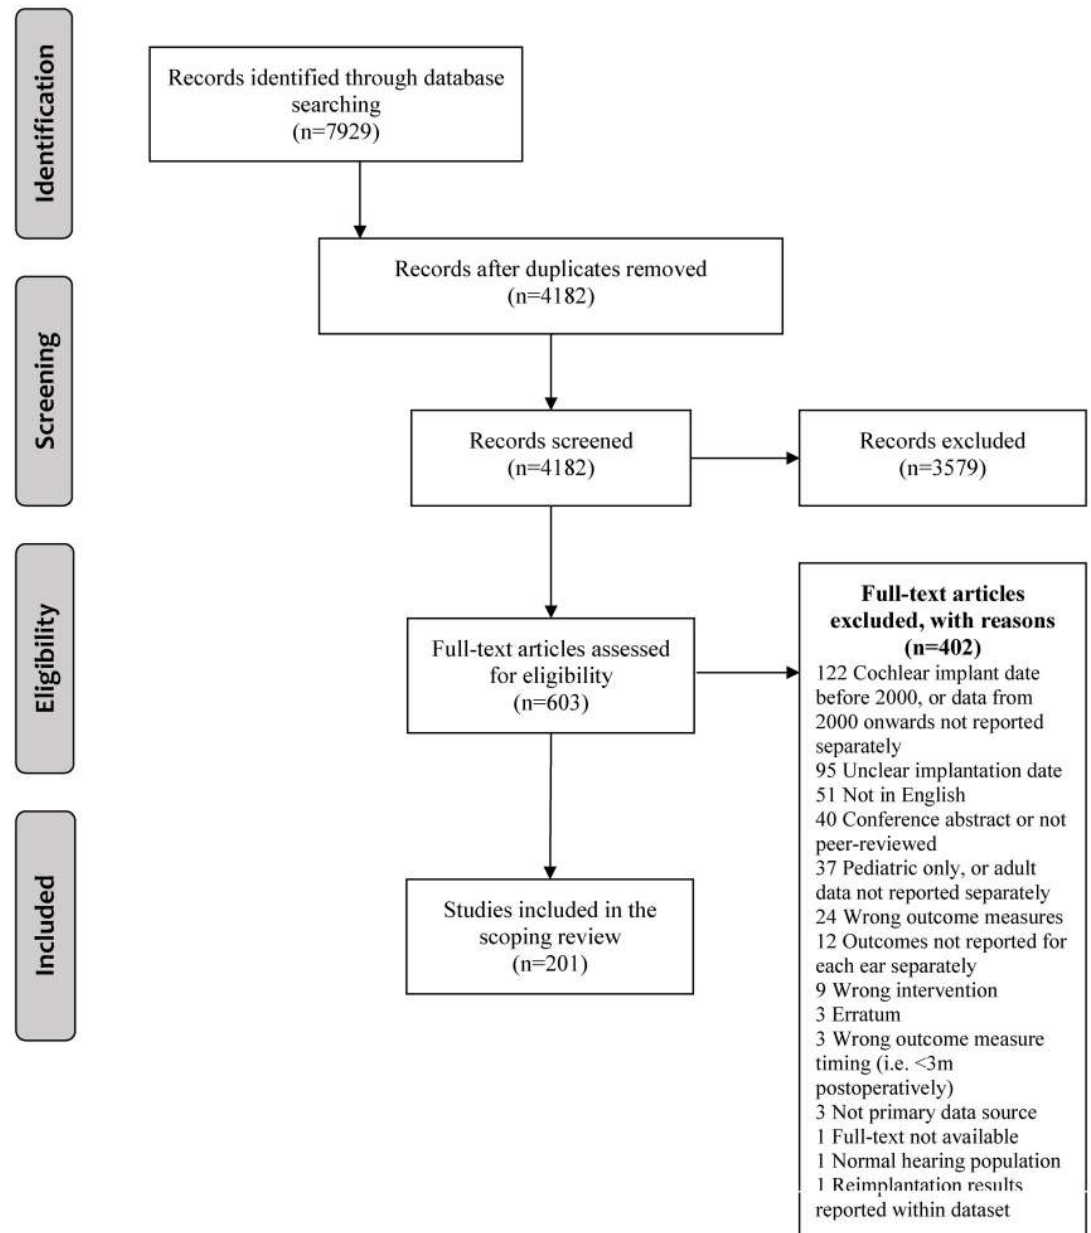 Identification
Records identified through database
searching
(n=7929)
Records after duplicates removed
(n=4182)
Screening
Records screened
(n=4182)
Records excluded
(n=3579)
Eligibility
Full-text articles assessed
for eligibility
(n=603)
Full-text articles
excluded, with reasons
(n=402)
122 Cochlear implant date
before 2000, or data from
2000 onwards not reported
separately
95 Unclear implantation date
51 Not in English
40 Conference abstract or not
peer-reviewed
37 Pediatric only, or adult
data not reported separately
24 Wrong outcome measures
12 Outcomes not reported for
each ear separately
9 Wrong intervention
3 Erratum
3 Wrong outcome measure
timing (i.e. <3m
postoperatively)
3 Not primary data source
1 Full-text not available
1 Normal hearing population
1 Reimplantation results
reported within dataset
Included
Studies included in the
scoping review
(n=201)